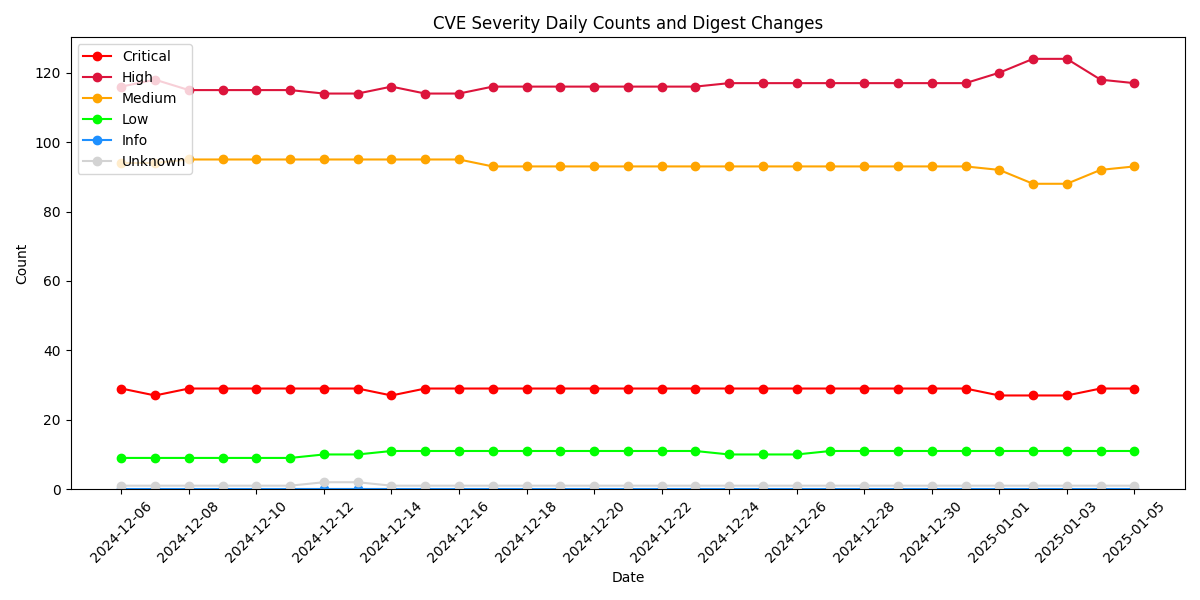 CVE Severity Daily Counts and Digest Changes
Critical
High
Medium
Low
Info
Unknown
120
100
80
60
40
20
0
Count
2024-12-06
2024-12-08
2024-12-10
2024-12-12
2024-12-14
2024-12-16
2024-12-18
2024-12-20
2024-12-22
2024-12-24
2024-12-26
2024-12-28
2024-12-30
2025-01-01
2025-01-03
2025-01-05
Date